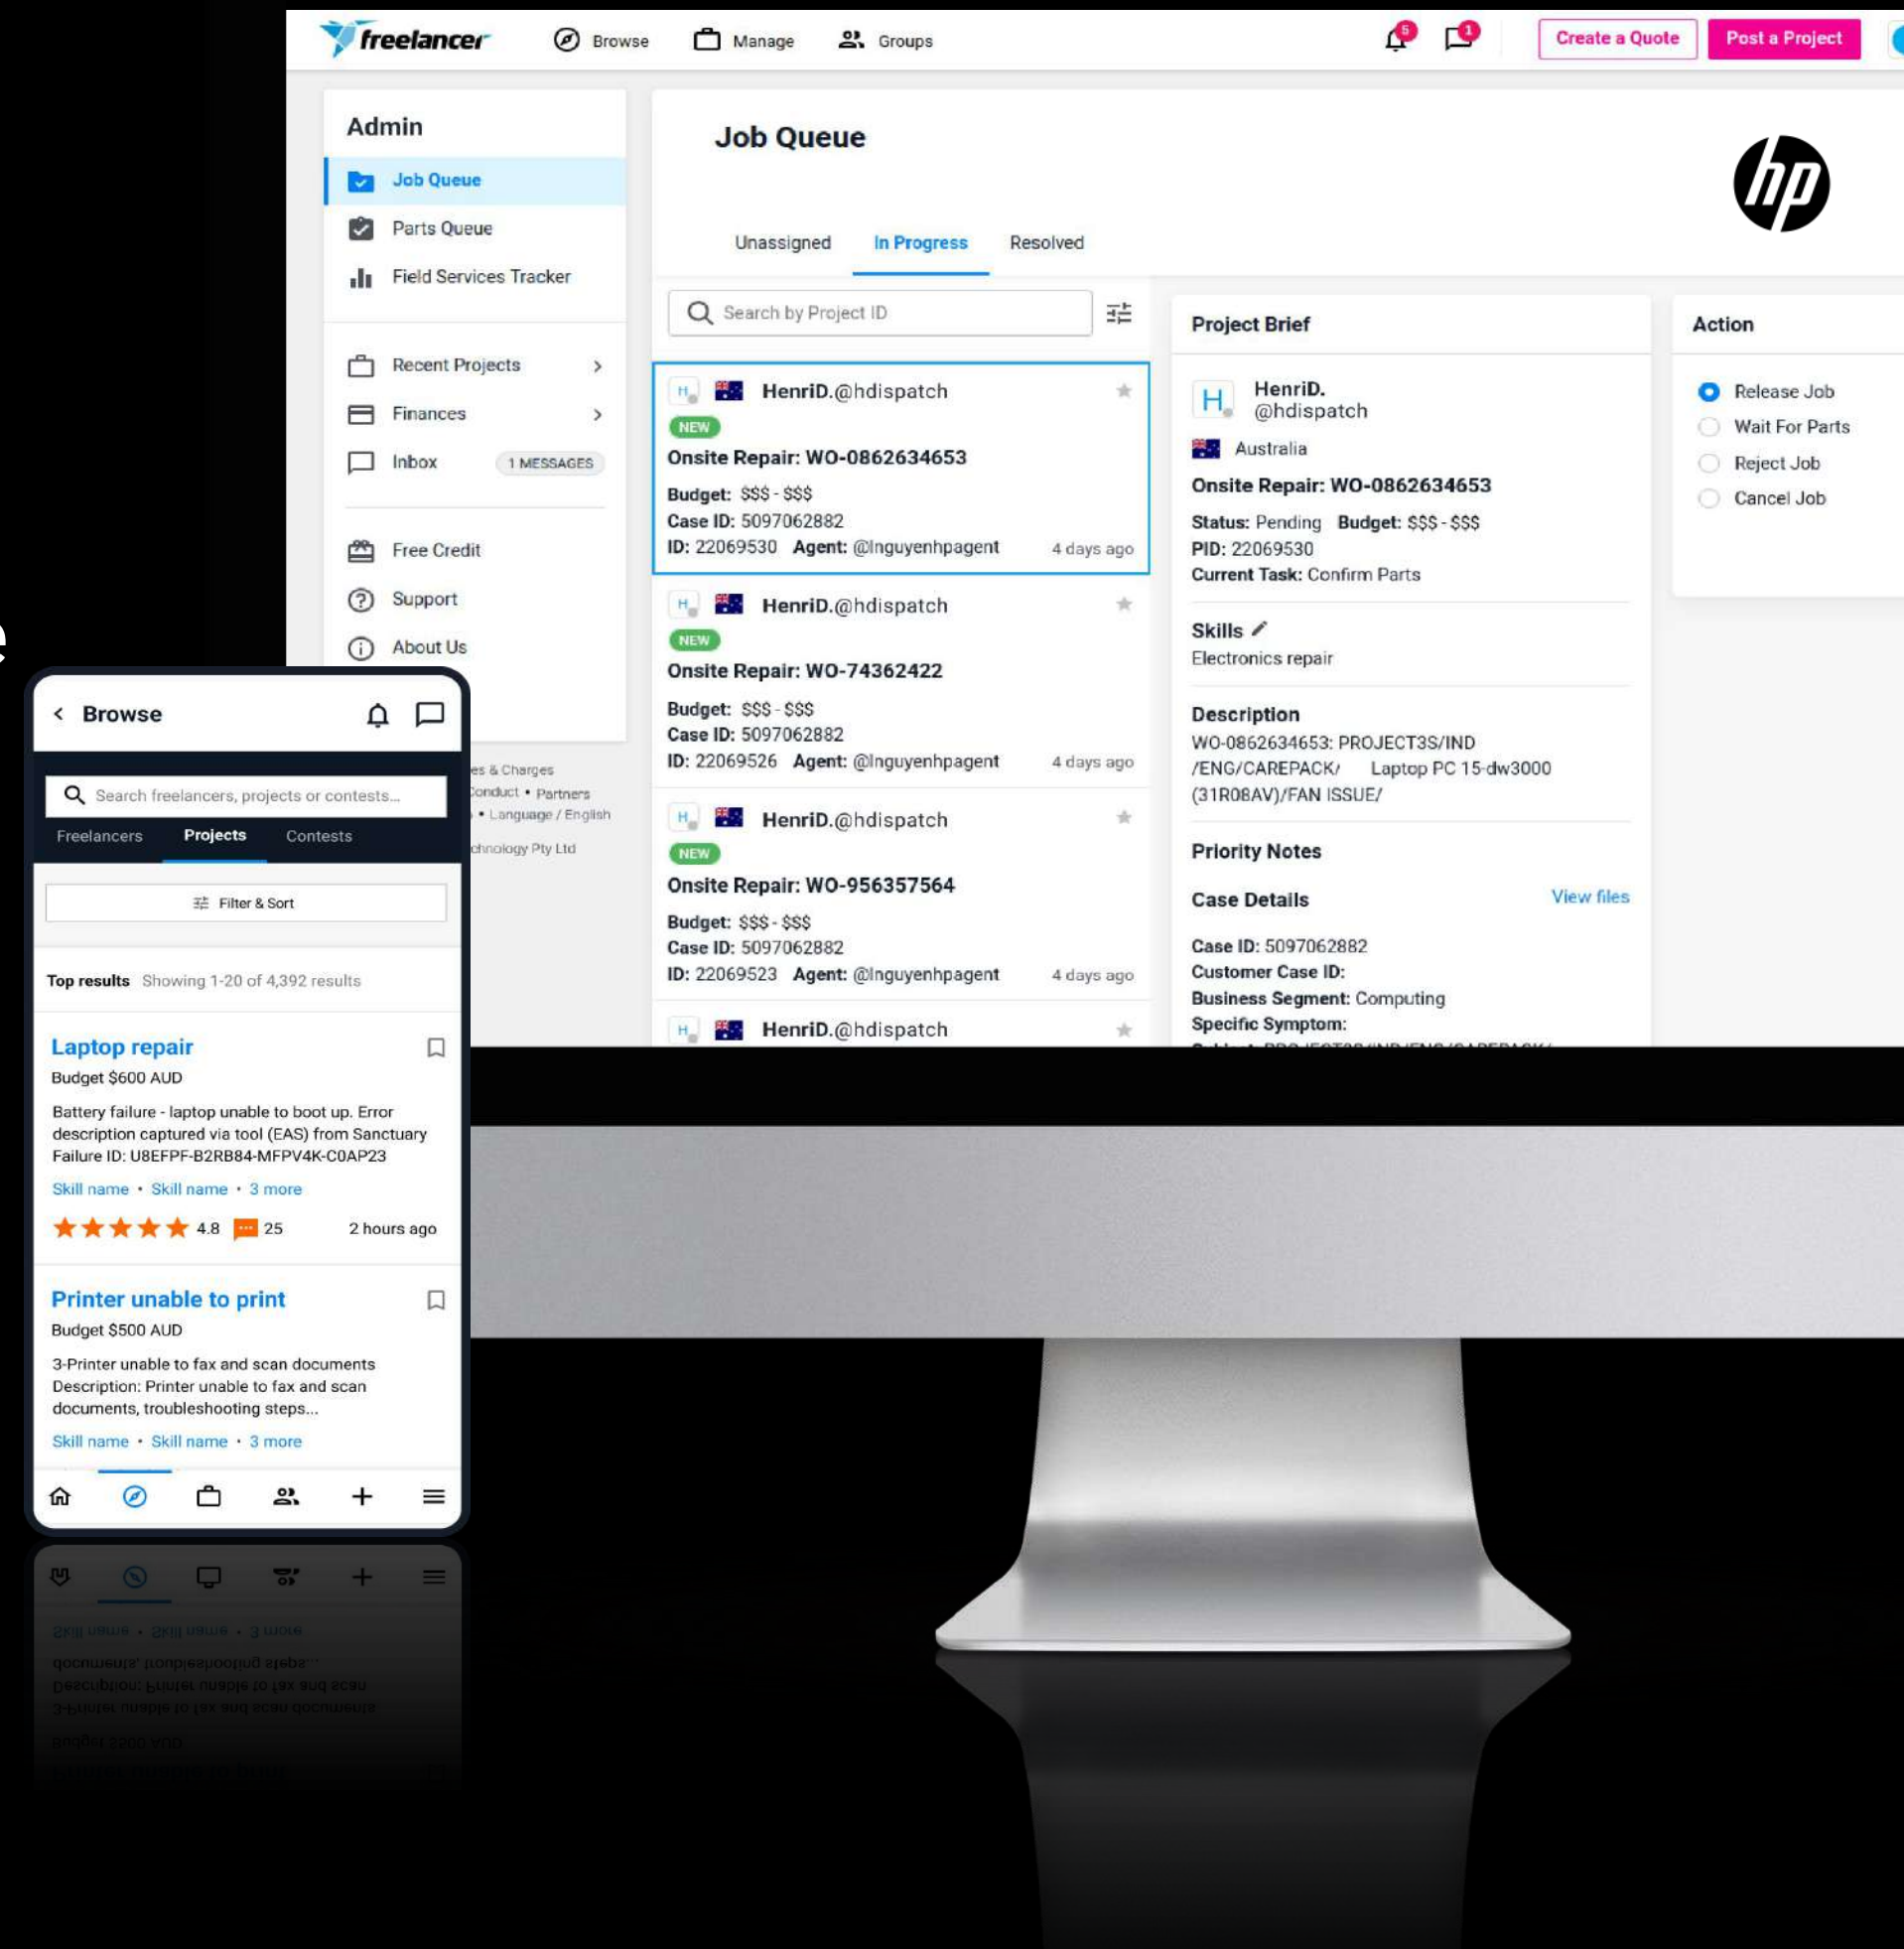 freelancer
Browse
Manage
Groups
5
1
Create a Quote
Post a Project
Admin
Job Queue
Parts Queue
Field Services Tracker
Recent Projects
Finances
Inbox
1 MESSAGES
Free Credit
Support
About Us
es & Charges
Conduct • Partners
• Language / English
chnology Pty Ltd
Job Queue
hp
Unassigned
In Progress
Resolved
Search by Project ID
H
HenriD.@hdispatch
NEW
Onsite Repair: WO-0862634653
Budget: $$$ - $$$
Case ID: 5097062882
ID: 22069530 Agent: @lnguyenhpagent 4 days ago
H
HenriD.@hdispatch
NEW
Onsite Repair: WO-74362422
Budget: $$$ - $$$
Case ID: 5097062882
ID: 22069526 Agent: @lnguyenhpagent 4 days ago
H
HenriD.@hdispatch
NEW
Onsite Repair: WO-956357564
Budget: $$$ - $$$
Case ID: 5097062882
ID: 22069523 Agent: @lnguyenhpagent 4 days ago
H
HenriD.@hdispatch
Project Brief
H
HenriD.
@hdispatch
Australia
Onsite Repair: WO-0862634653
Status: Pending Budget: $$$ - $$$
PID: 22069530
Current Task: Confirm Parts
Skills
Electronics repair
Description
WO-0862634653: PROJECT3S/IND
/ENG/CAREPACK/ Laptop PC 15-dw3000
(31R08AV)/FAN ISSUE/
Priority Notes
Case Details
View files
Case ID: 5097062882
Customer Case ID:
Business Segment: Computing
Specific Symptom:
Action
Release Job
Wait For Parts
Reject Job
Cancel Job
e
Browse
Search freelancers, projects or contests...
Freelancers
Projects
Contests
Filter & Sort
Top results Showing 1-20 of 4,392 results
Laptop repair
Budget $600 AUD
Battery failure - laptop unable to boot up. Error
description captured via tool (EAS) from Sanctuary
Failure ID: U8EFPF-B2RB84-MFPV4K-C0AP23
Skill name • Skill name • 3 more
4.8 25 2 hours ago
Printer unable to print
Budget $500 AUD
3-Printer unable to fax and scan documents
Description: Printer unable to fax and scan
documents, troubleshooting steps...
Skill name • Skill name • 3 more